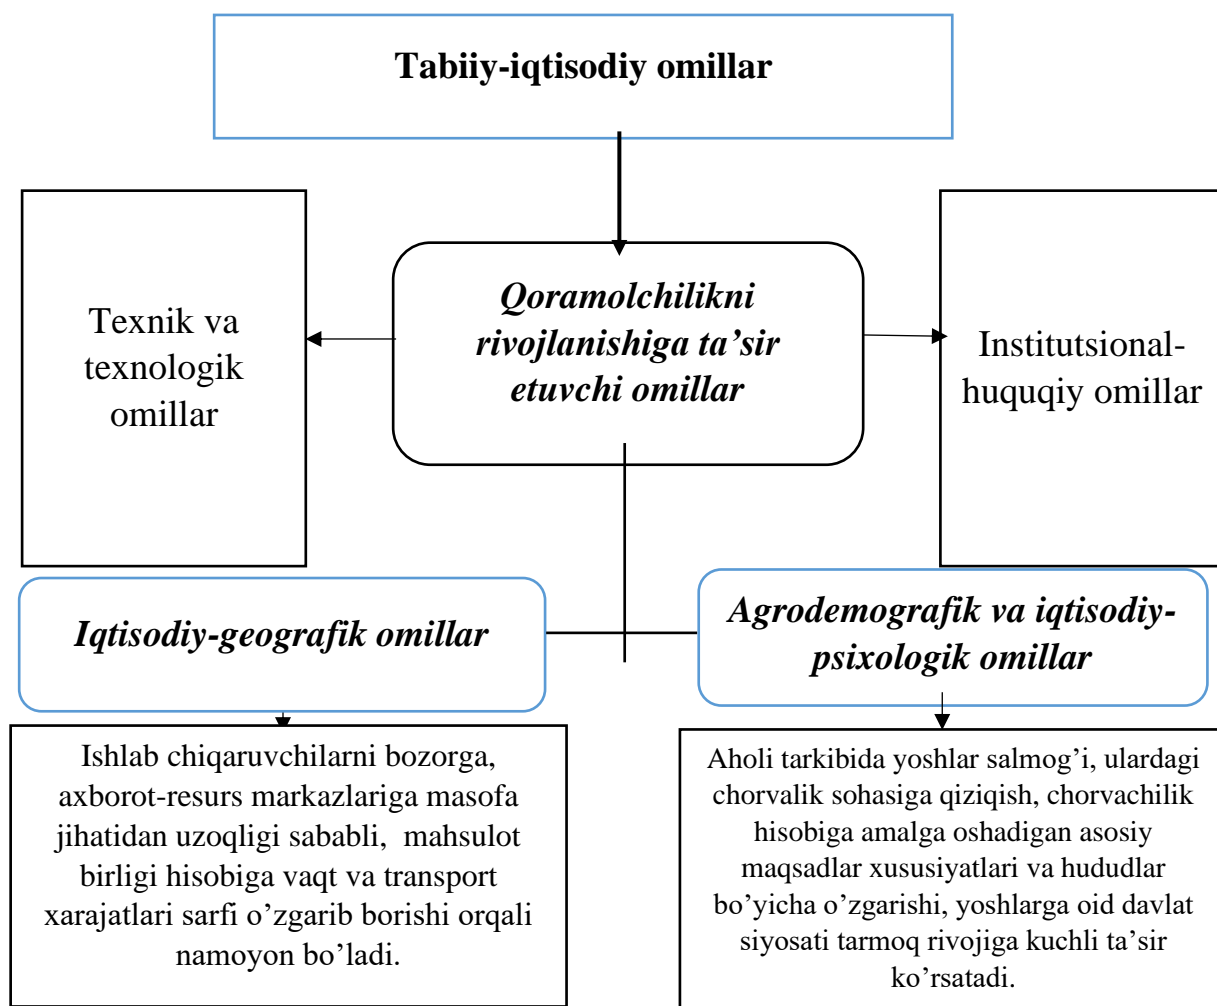 Tabiiy-iqtisodiy omillar
Texnik va
texnologik
omillar
Qoramolchilikni
rivojlanishiga ta’sir
etuvchi omillar
Institutsional-
huquqiy omillar
Iqtisodiy-geografik omillar
Agrodemografik va iqtisodiy-
psixologik omillar
Ishlab chiqaruvchilarni bozorga,
axborot-resurs markazlariga masofa
jihatidan uzoqligi sababli, mahsulot
birligi hisobiga vaqt va transport
xarajatlari sarfi o’zgarib borishi orqali
namoyon bo’ladi.
Aholi tarkibida yoshlar salmog’i, ulardagi
chorvalik sohasiga qiziqish, chorvachilik
hisobiga amalga oshadigan asosiy
maqsadlar xususiyatlari va hududlar
bo’yicha o’zgarishi, yoshlarga oid davlat
siyosati tarmoq rivojiga kuchli ta’sir
ko’rsatadi.